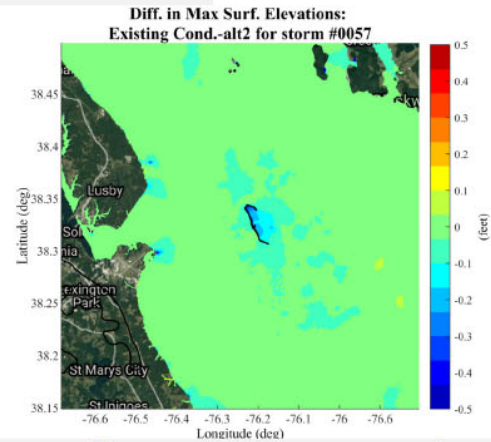 Diff. in Max Surf. Elevations:
Existing Cond.-alt2 for storm #0057
38.45
38.4
38.35
38.3
38.25
38.2
38.15
Latitude (deg)
Lusby
Sol
nia
exington
Park
St Marys City
St Inigoes
skw
-76.6
-76.5
-76.4
-76.3
-76.2
-76.1
-76
-76.6
Longitude (deg)
0.5
0.4
0.3
0.2
0.1
0
-0.1
-0.2
-0.3
-0.4
-0.5
(feet)